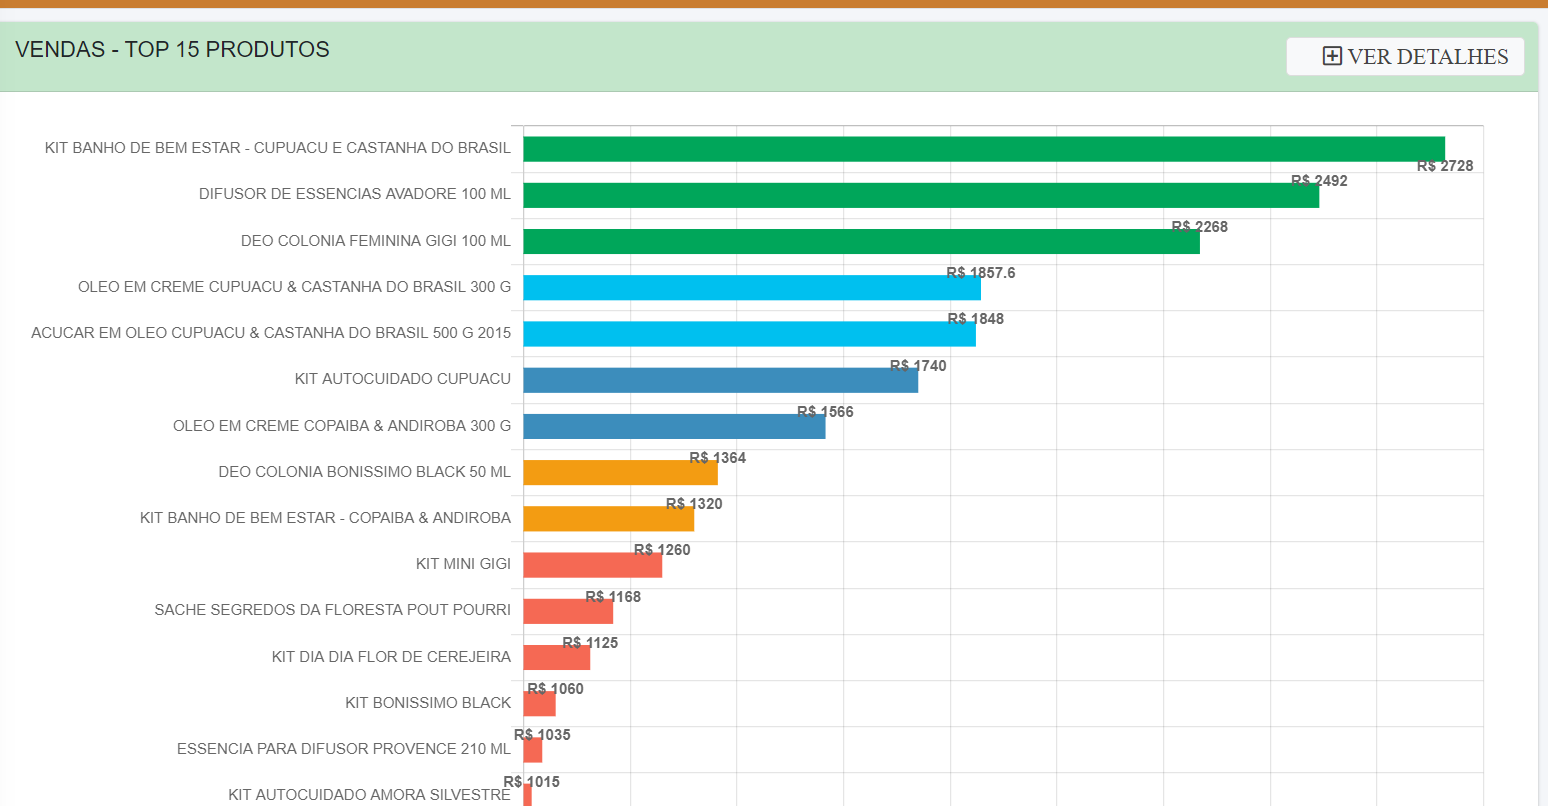 VENDAS - TOP 15 PRODUTOS
VER DETALHES
KIT BANHO DE BEM ESTAR - CUPUACU E CASTANHA DO BRASIL
R$ 2728
DIFUSOR DE ESSENCIAS AVADORE 100 ML
R$ 2492
DEO COLONIA FEMININA GIGI 100 ML
R$ 2268
OLEO EM CREME CUPUACU & CASTANHA DO BRASIL 300 G
R$ 1857.6
ACUCAR EM OLEO CUPUACU & CASTANHA DO BRASIL 500 G 2015
R$ 1848
KIT AUTOCUIDADO CUPUACU
R$ 1740
OLEO EM CREME COPAIBA & ANDIROBA 300 G
R$ 1566
DEO COLONIA BONISSIMO BLACK 50 ML
R$ 1364
KIT BANHO DE BEM ESTAR - COPAIBA & ANDIROBA
R$ 1320
KIT MINI GIGI
R$ 1260
SACHE SEGREDOS DA FLORESTA POUT POURRI
R$ 1168
KIT DIA DIA FLOR DE CEREJEIRA
R$ 1125
KIT BONISSIMO BLACK
R$ 1060
ESSENCIA PARA DIFUSOR PROVENCE 210 ML
R$ 1035
KIT AUTOCUIDADO AMORA SILVESTRE
R$ 1015